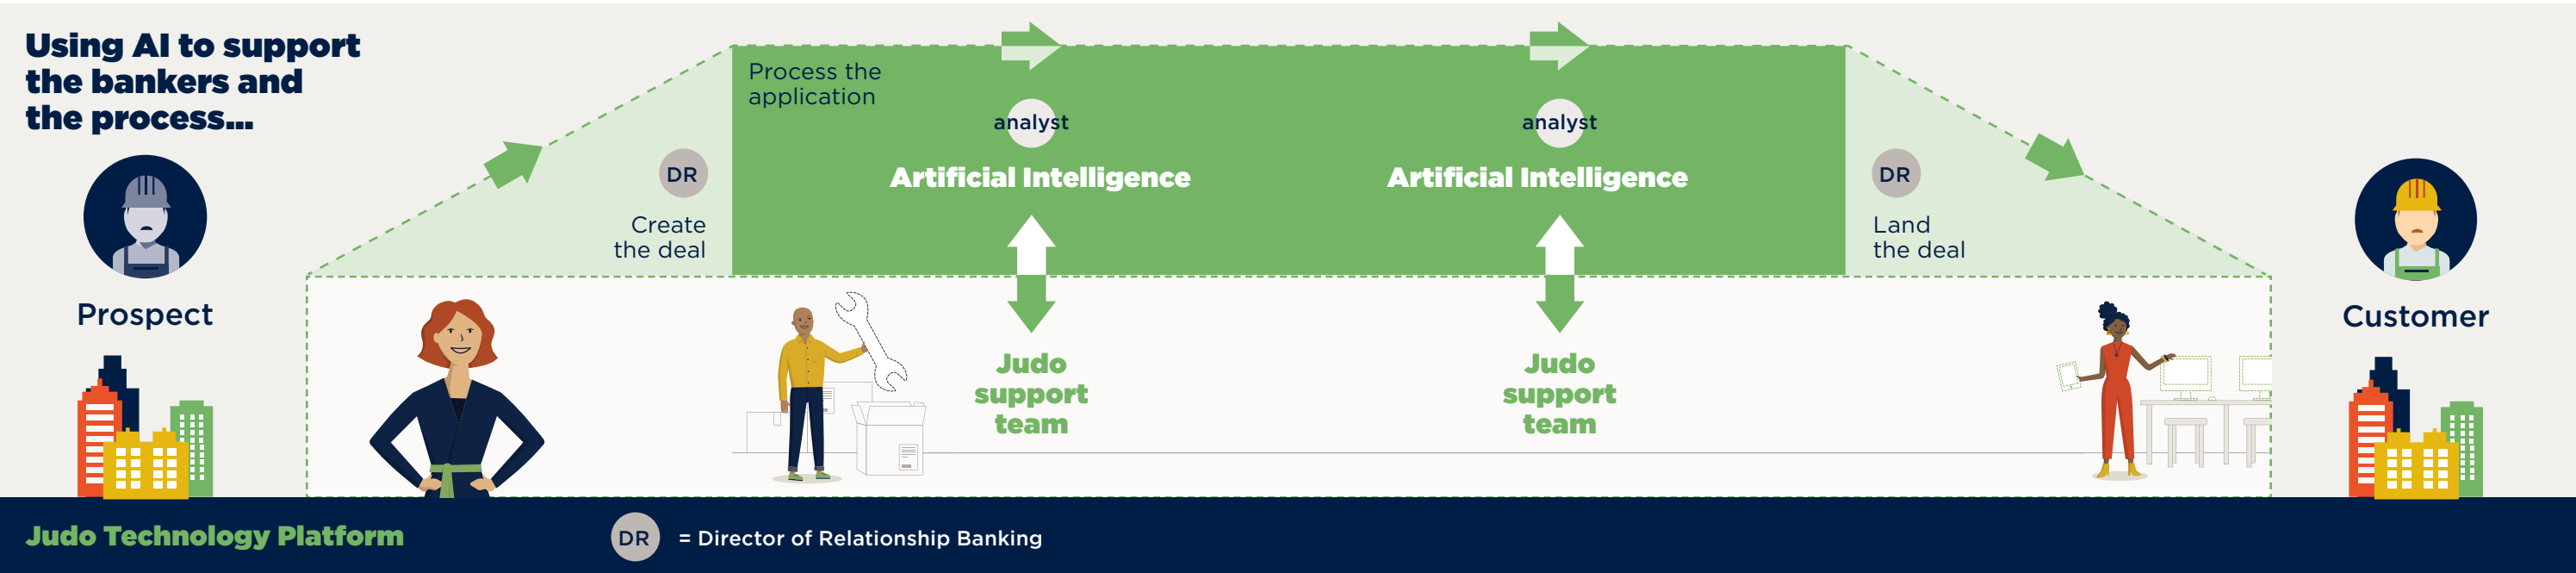 Using AI to support
the bankers and
the process...
Prospect
DR
Create
the deal
Process the
application
analyst
Artificial Intelligence
Judo
support
team
analyst
Artificial Intelligence
Judo
support
team
DR
Land
the deal
Customer
Judo Technology Platform
DR = Director of Relationship Banking